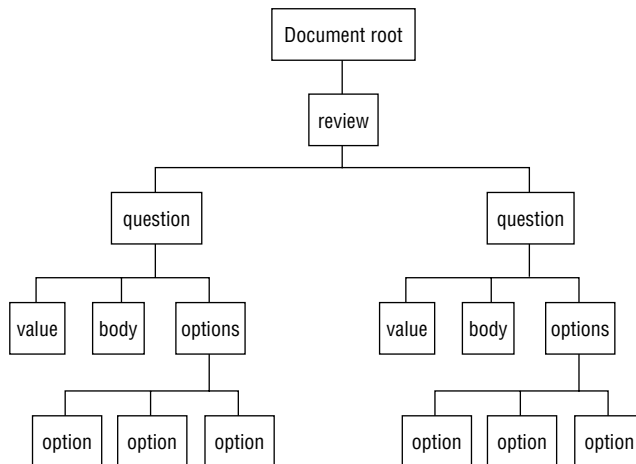 Document root
review
question question
value body options value body options
option option option option option option